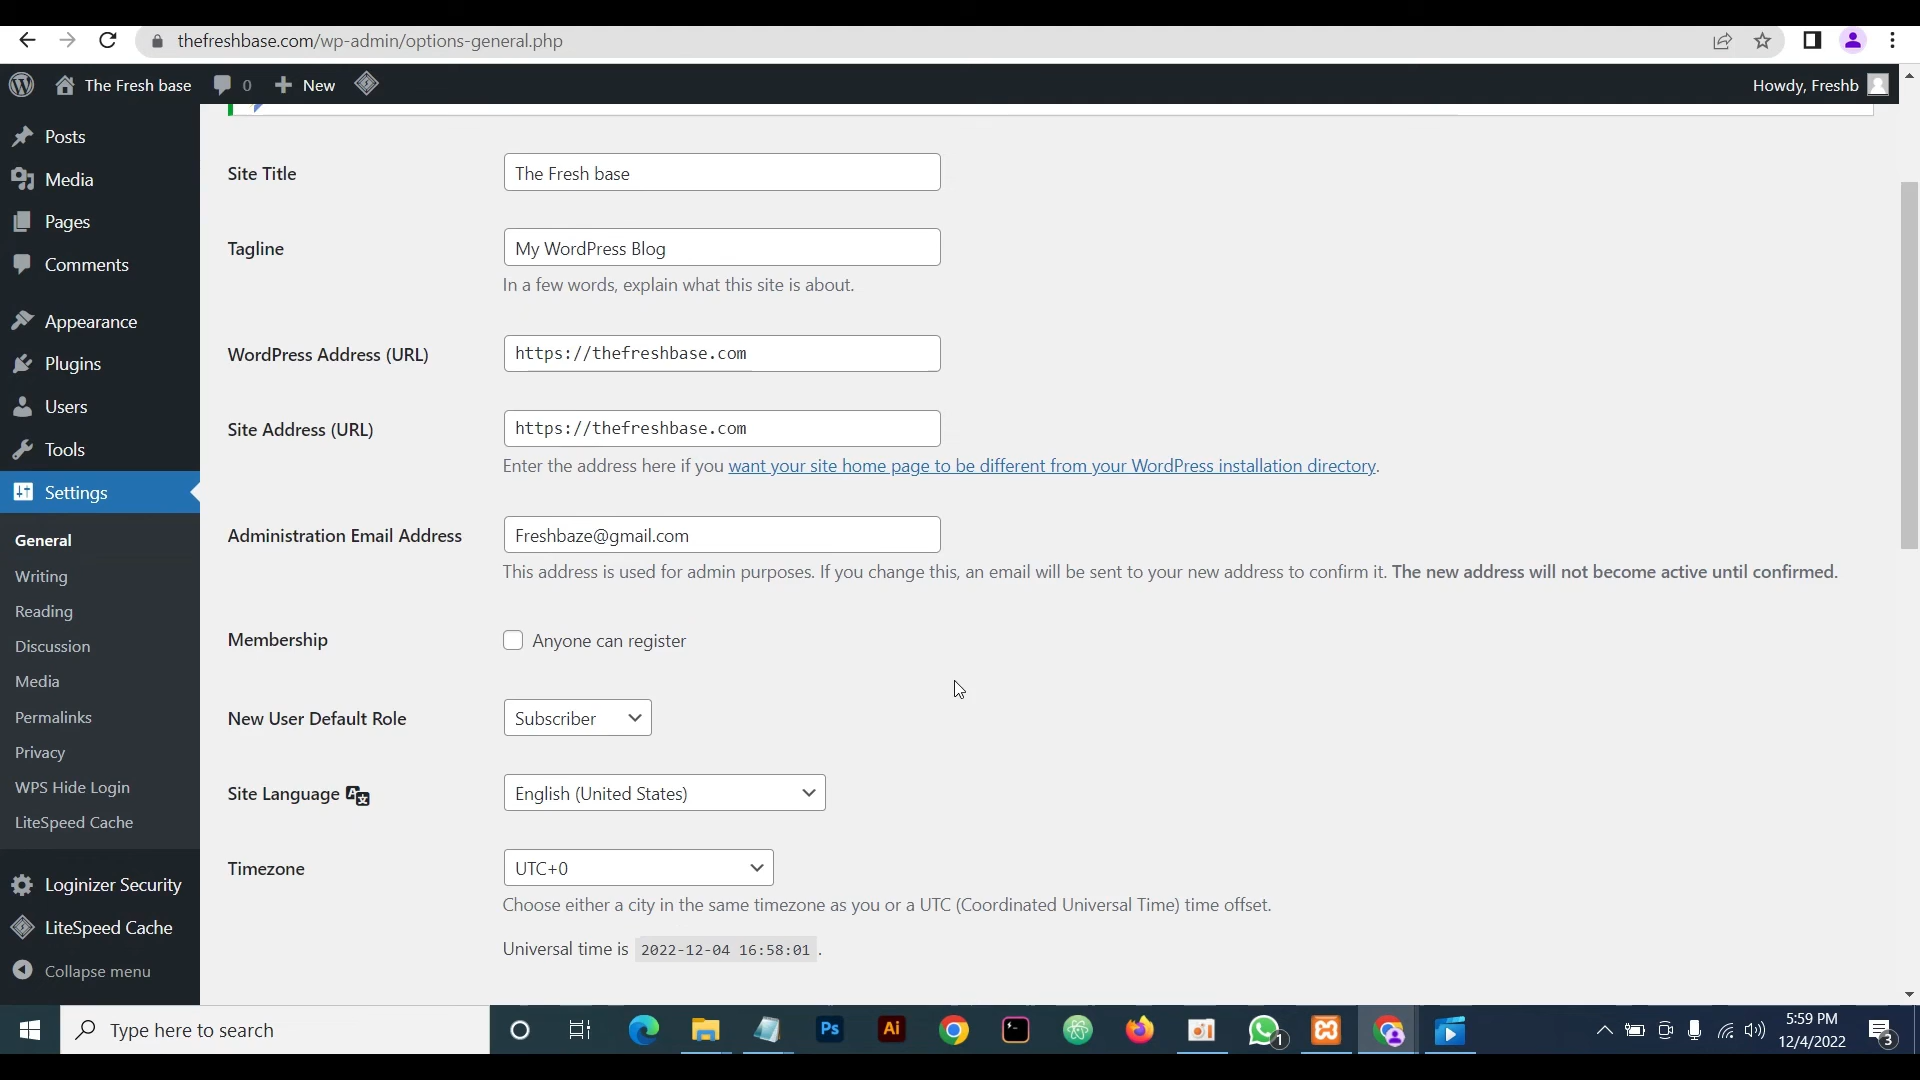 thefreshbase.com/wp-admin/options-general.php
The Fresh base
0
New
Howdy, Freshb
Posts
Media
Pages
Comments
Appearance
Plugins
Users
Tools
Settings
General
Writing
Reading
Discussion
Media
Permalinks
Privacy
WPS Hide Login
LiteSpeed Cache
Loginizer Security
LiteSpeed Cache
Collapse menu
Site Title
The Fresh base
Tagline
My WordPress Blog
In a few words, explain what this site is about.
WordPress Address (URL)
https://thefreshbase.com
Site Address (URL)
https://thefreshbase.com
Enter the address here if you want your site home page to be different from your WordPress installation directory.
Administration Email Address
Freshbaze@gmail.com
This address is used for admin purposes. If you change this, an email will be sent to your new address to confirm it. The new address will not become active until confirmed.
Membership
Anyone can register
New User Default Role
Subscriber
Site Language
English (United States)
Timezone
UTC+0
Choose either a city in the same timezone as you or a UTC (Coordinated Universal Time) time offset.
Universal time is 2022-12-04 16:58:01 .
Type here to search
Ps
Ai
1
5:59 PM
12/4/2022
3